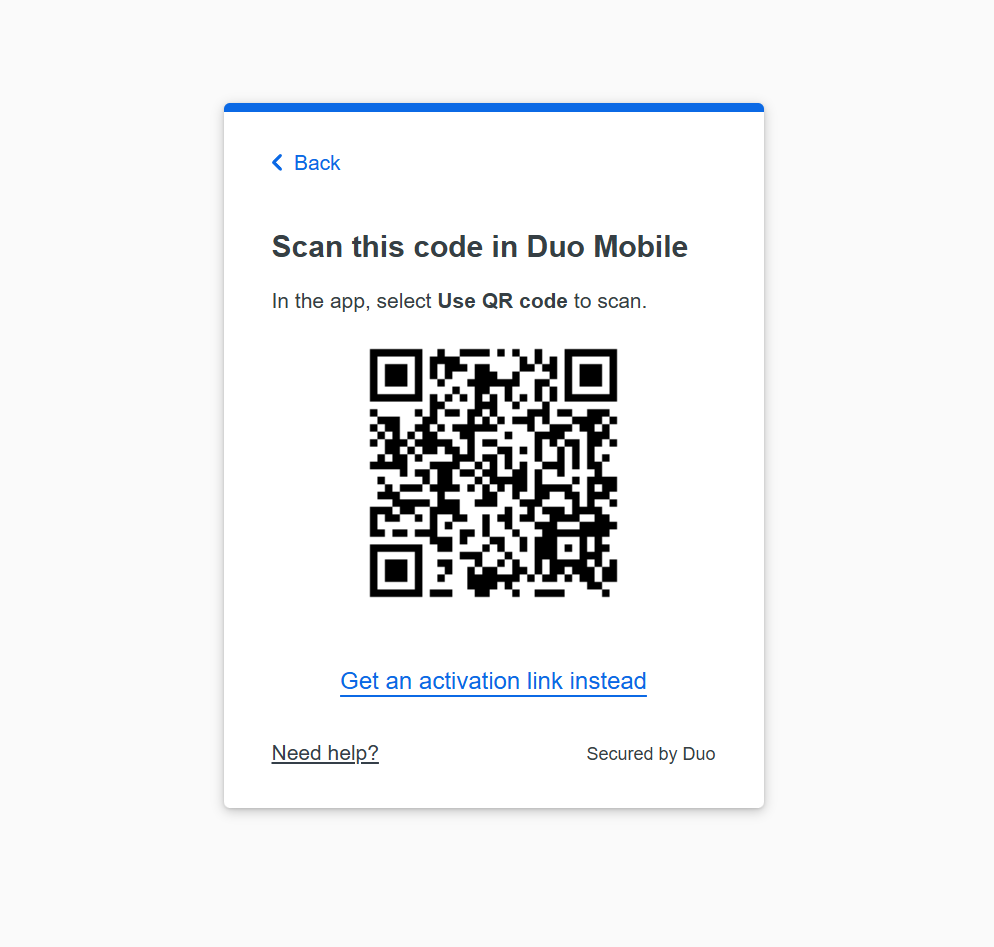 Back
Scan this code in Duo Mobile
In the app, select Use QR code to scan.
Get an activation link instead
Need help?
Secured by Duo